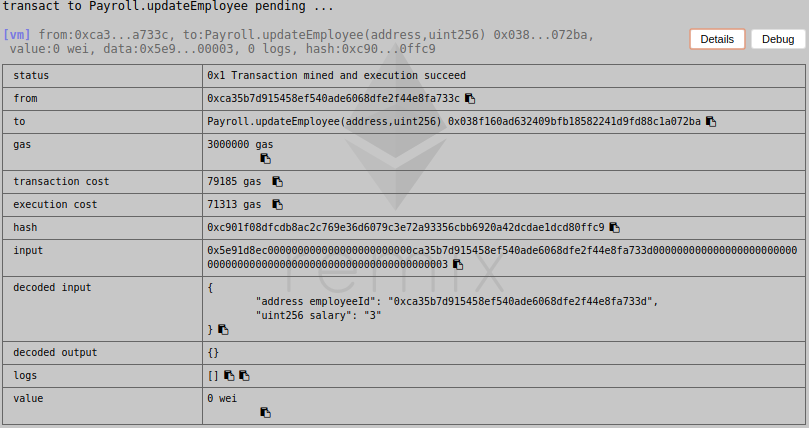 transact to Payroll.updateEmployee pending ...
[vm] from:0xca3...a733c, to:Payroll.updateEmployee(address,uint256) 0x038...072ba,
value:0 wei, data:0x5e9...00003, 0 logs, hash:0xc90...0ffc9
Details
Debug
status 0x1 Transaction mined and execution succeed
from 0xca35b7d915458ef540ade6068dfe2f44e8fa733c
to Payroll.updateEmployee(address,uint256) 0x038f160ad632409bfb18582241d9fd88c1a072ba
gas 3000000 gas
transaction cost 79185 gas
execution cost 71313 gas
hash 0xc901f08dfcdb8ac2c769e36d6079c3e72a93356cbb6920a42dcdae1dcd80ffc9
input 0x5e91d8ec000000000000000000000000ca35b7d915458ef540ade6068dfe2f44e8fa733d00000000000000000000000
00000000000000000000000000000000000000003
decoded input {
"address employeeId": "0xca35b7d915458ef540ade6068dfe2f44e8fa733d",
"uint256 salary": "3"
}
decoded output {}
logs []
value 0 wei
remix